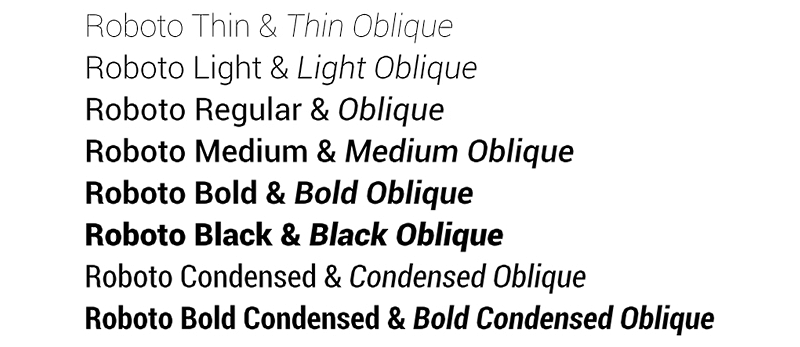 Roboto Thin & Thin Oblique
Roboto Light & Light Oblique
Roboto Regular & Oblique
Roboto Medium & Medium Oblique
Roboto Bold & Bold Oblique
Roboto Black & Black Oblique
Roboto Condensed & Condensed Oblique
Roboto Bold Condensed & Bold Condensed Oblique